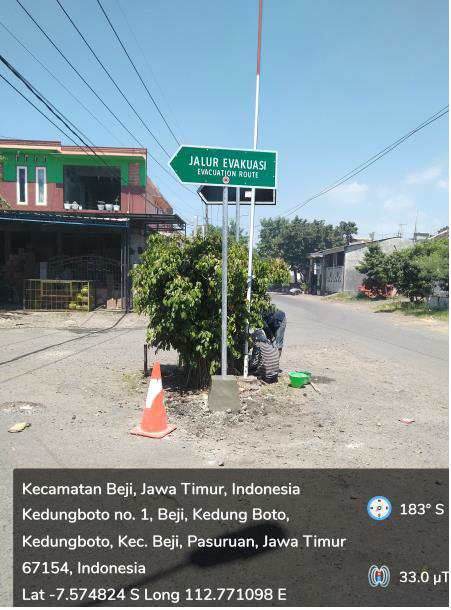 JALUR EVAKUASI
EVACUATION ROUTE
Kecamatan Beji, Jawa Timur, Indonesia
Kedungboto no. 1, Beji, Kedung Boto,
Kedungboto, Kec. Beji, Pasuruan, Jawa Timur
67154, Indonesia
Lat -7.574824 S Long 112.771098 E
183° S
33.0 µT